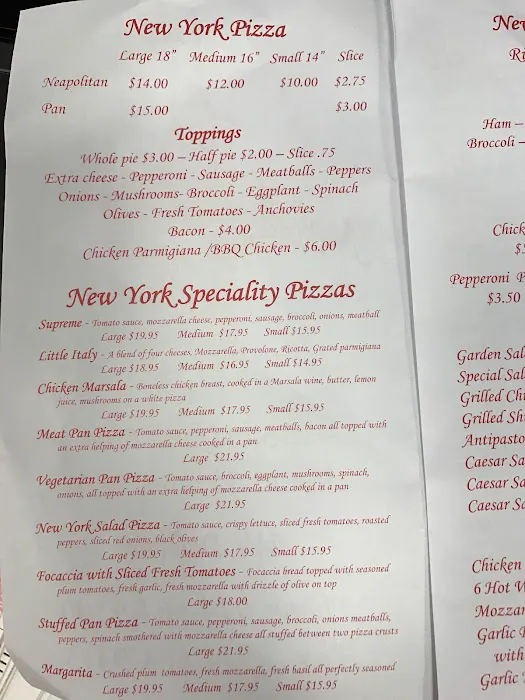 New York Pizza
Large 18" Medium 16" Small 14" Slice
Neapolitan $14.00 $12.00 $10.00 $2.75
Pan $15.00 $3.00
Toppings
Whole pie $3.00 – Half pie $2.00 – Slice .75
Extra cheese - Pepperoni - Sausage - Meatballs - Peppers
Onions - Mushrooms- Broccoli - Eggplant - Spinach
Olives - Fresh Tomatoes - Anchovies
Bacon - $4.00
Chicken Parmigiana /BBQ Chicken - $6.00
New York Speciality Pizzas
Supreme - Tomato sauce, mozzarella cheese, pepperoni, sausage, broccoli, onions, meatball
Large $19.95 Medium $17.95 Small $15.95
Little Italy - A blend of four cheeses, Mozzarella, Provolone, Ricotta, Grated parmigiana
Large $18.95 Medium $16.95 Small $14.95
Chicken Marsala - Boneless chicken breast, cooked in a Marsala wine, butter, lemon
juice, mushrooms on a white pizza
Large $19.95 Medium $17.95 Small $15.95
Meat Pan Pizza - Tomato sauce, pepperoni, sausage, meatballs, bacon all topped with
an extra helping of mozzarella cheese cooked in a pan
Large $21.95
Vegetarian Pan Pizza - Tomato sauce, broccoli, eggplant, mushrooms, spinach,
onions, all topped with an extra helping of mozzarella cheese cooked in a pan
Large $21.95
New York Salad Pizza - Tomato sauce, crispy lettuce, sliced fresh tomatoes, roasted
peppers, sliced red onions, black olives
Large $19.95 Medium $17.95 Small $15.95
Focaccia with Sliced Fresh Tomatoes - Focaccia bread topped with seasoned
plum tomatoes, fresh garlic, fresh mozzarella with drizzle of olive on top
Large $18.00
Stuffed Pan Pizza - Tomato sauce, pepperoni, sausage, broccoli, onions meatballs,
peppers, spinach smothered with mozzarella cheese all stuffed between two pizza crusts
Large $21.95
Margarita - Crushed plum tomatoes, fresh mozzarella, fresh basil all perfectly seasoned
Large $19.95 Medium $17.95 Small $15.95
Ham –
Broccoli –
Pepperoni
$3.50
Garden
Special
Grilled
Grilled
Antipasto
Caesar
Caesar
Caesar
Chicken
6 Hot
Garlic
with
Garlic